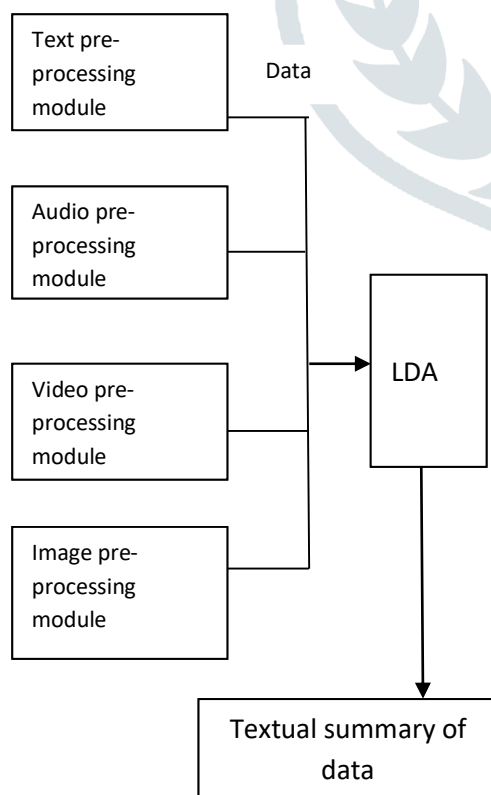 Text pre-
processing
module
Data
Audio pre-
processing
module
LDA
Video pre-
processing
module
Image pre-
processing
module
Textual summary of
data